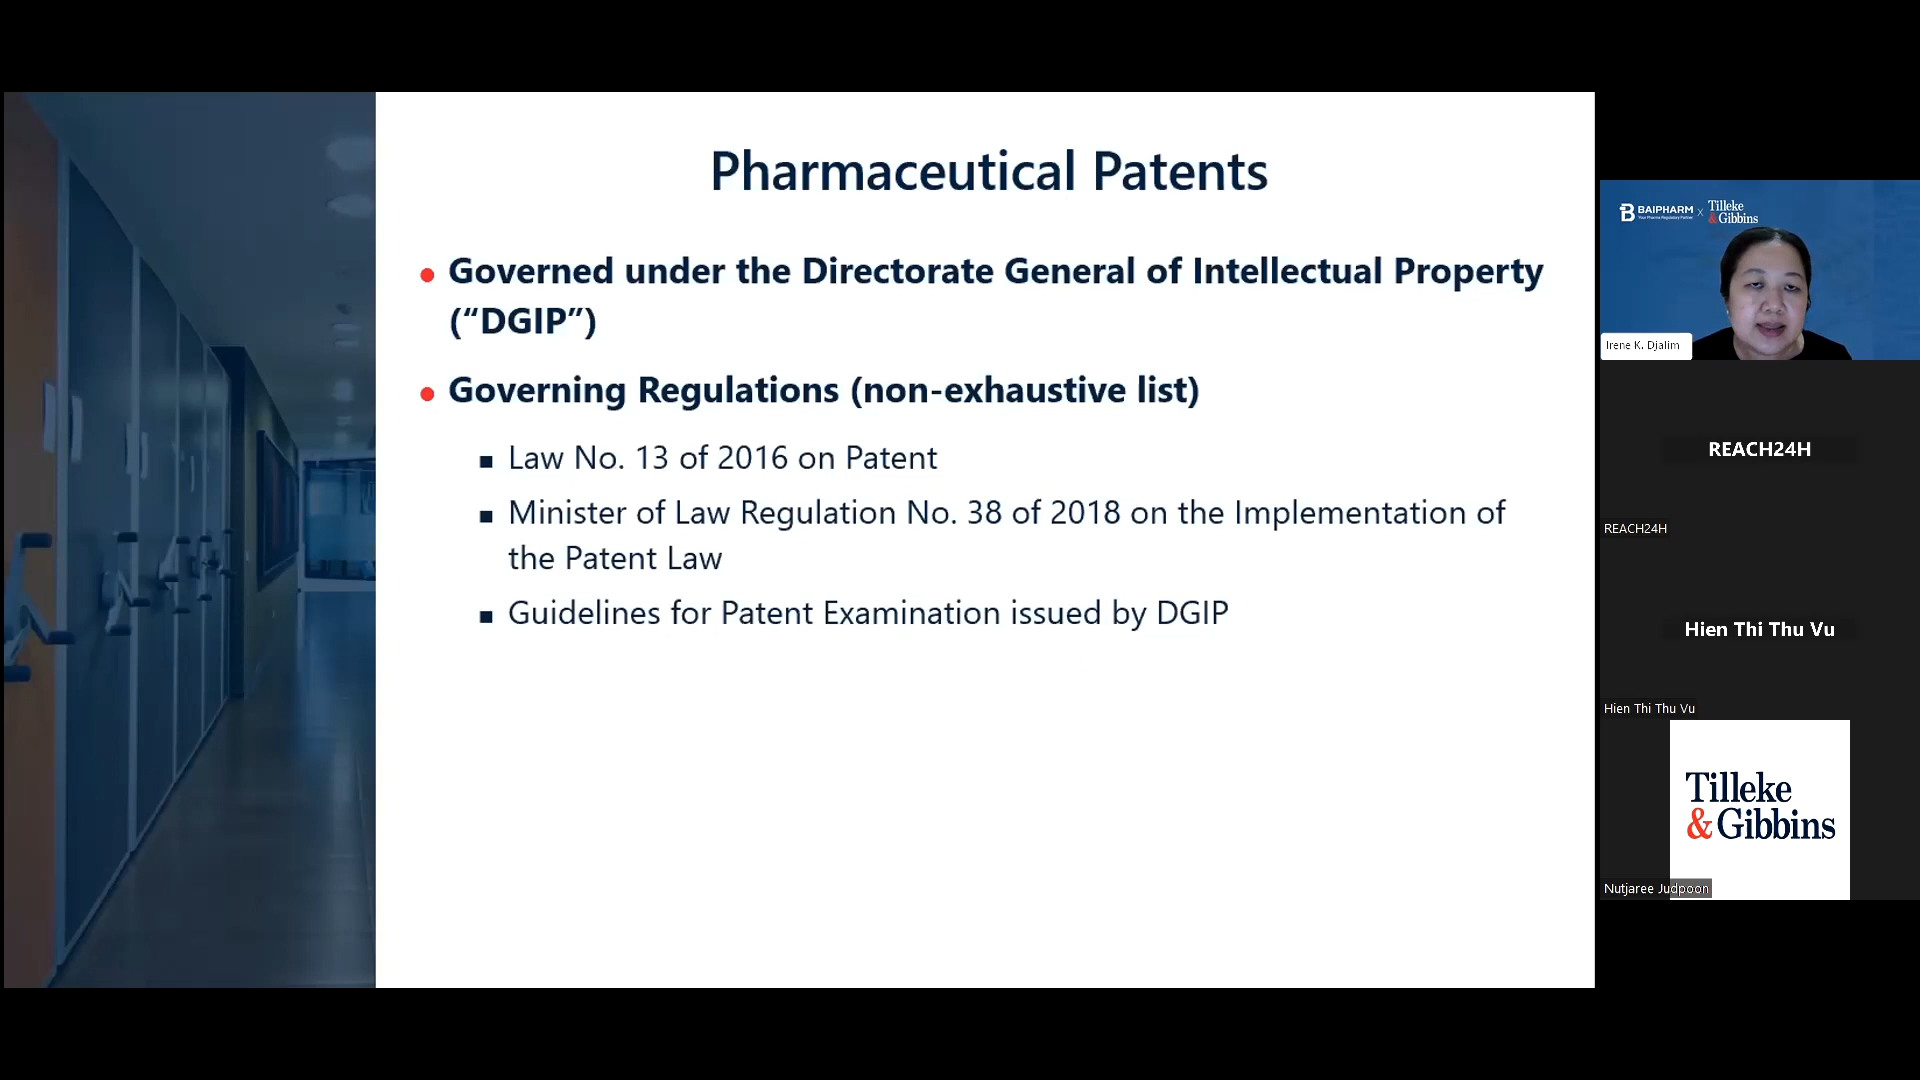 Pharmaceutical Patents
Governed under the Directorate General of Intellectual Property
(“DGIP”)
Governing Regulations (non-exhaustive list)
Law No. 13 of 2016 on Patent
Minister of Law Regulation No. 38 of 2018 on the Implementation of
the Patent Law
Guidelines for Patent Examination issued by DGIP
BAIPHARM
Your Pharma Regulatory Partner
X
Tilleke
& Gibbins
Irene K. Djalim
REACH24H
REACH24H
Hien Thi Thu Vu
Hien Thi Thu Vu
Tilleke
& Gibbins
Nutjaree Judpoon